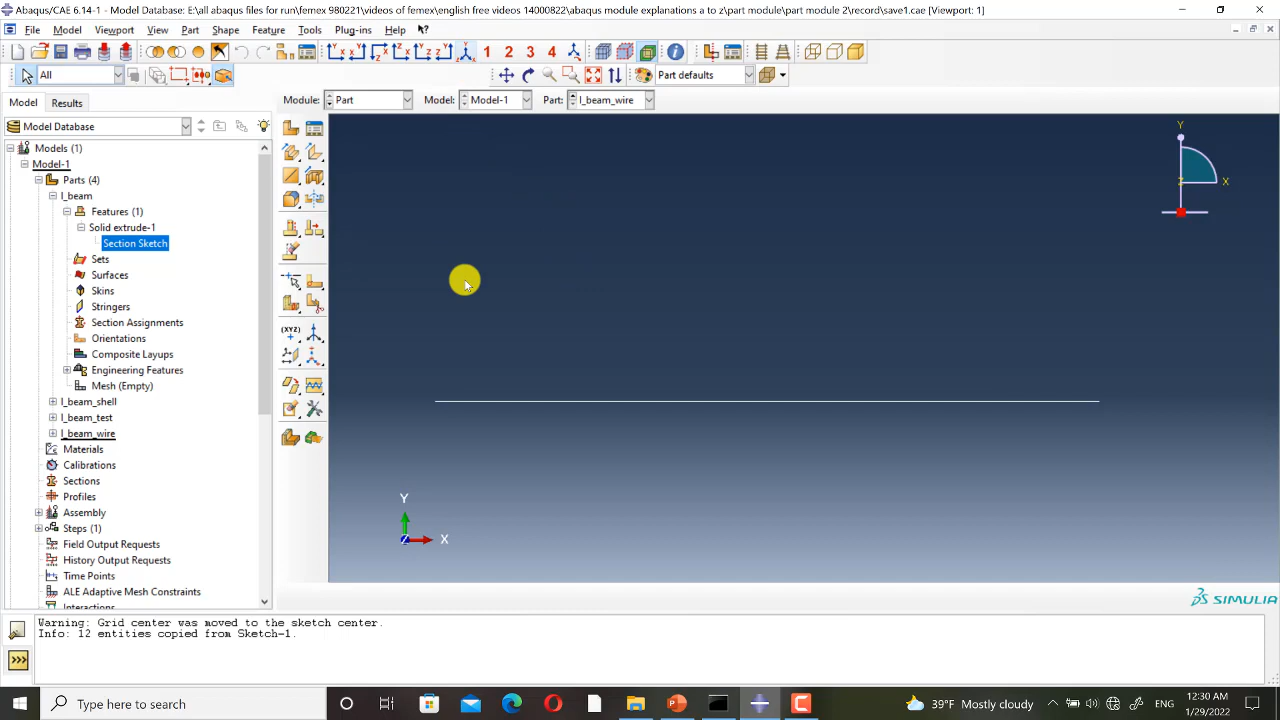 Abaqus/CAE 6.14-1 - Model Database: E:\all abaqus files for run\femex 980221\videos of femex\english free videos 14000822\abaqus module explanations a to z\part module\part module 2\record\save1.cae [Viewport: 1]
File Model Viewport View Part Shape Feature Tools Plug-ins Help
1 2 3 4
All Part defaults
Model Results Module: Part Model: Model-1 Part: I_beam_wire
Model Database
Models (1)
Model-1
Parts (4)
I_beam
Features (1)
Solid extrude-1
Section Sketch
Sets
Surfaces
Skins
Stringers
Section Assignments
Orientations
Composite Layups
Engineering Features
Mesh (Empty)
I_beam_shell
I_beam_test
I_beam_wire
Materials
Calibrations
Sections
Profiles
Assembly
Steps (1)
Field Output Requests
History Output Requests
Time Points
ALE Adaptive Mesh Constraints
Interactions
(XYZ)
Y
Z X
Y
Z X
SIMULIA
Warning: Grid center was moved to the sketch center.
Info: 12 entities copied from Sketch-1.
>>>
Type here to search
39°F Mostly cloudy
12:30 AM
1/29/2022